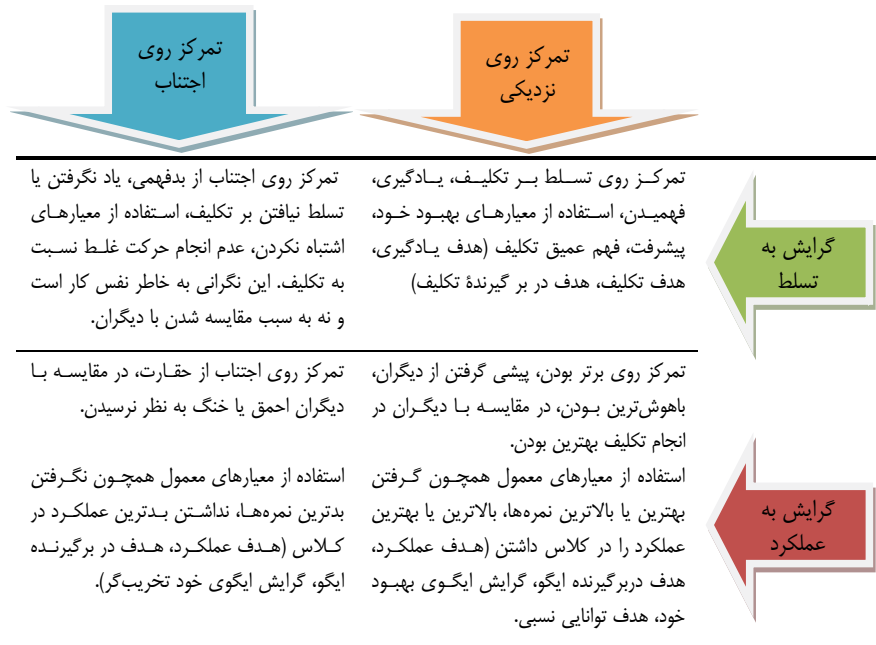 تمرکز روی
نزدیکی
تمرکز روی
اجتناب
گرایش به
تسلط
تمرکز روی تسلط بر تکلیف، یادگیری،
فهمیدن، استفاده از معیارهای بهبود خود،
پیشرفت، فهم عمیق تکلیف (هدف یادگیری،
هدف تکلیف، هدف در بر گیرندۀ تکلیف)
تمرکز روی اجتناب از بدفهمی، یاد نگرفتن یا
تسلط نیافتن بر تکلیف، استفاده از معیارهای
اشتباه نکردن، عدم انجام حرکت غلط نسبت
به تکلیف. این نگرانی به خاطر نفس کار است
و نه به سبب مقایسه شدن با دیگران.
گرایش به
عملکرد
تمرکز روی برتر بودن، پیشی گرفتن از دیگران،
باهوش‌ترین بودن، در مقایسه با دیگران در
انجام تکلیف بهترین بودن.
استفاده از معیارهای معمول همچون گرفتن
بهترین یا بالاترین نمره‌ها، بالاترین یا بهترین
عملکرد را در کلاس داشتن (هدف عملکرد،
هدف دربرگیرنده ایگو، گرایش ایگوی بهبود
خود، هدف توانایی نسبی.
تمرکز روی اجتناب از حقارت، در مقایسه با
دیگران احمق یا خنگ به نظر نرسیدن.
استفاده از معیارهای معمول همچون نگرفتن
بدترین نمره‌ها، نداشتن بدترین عملکرد در
کلاس (هدف عملکرد، هدف در برگیرنده
ایگو، گرایش ایگوی خود تخریب‌گر).